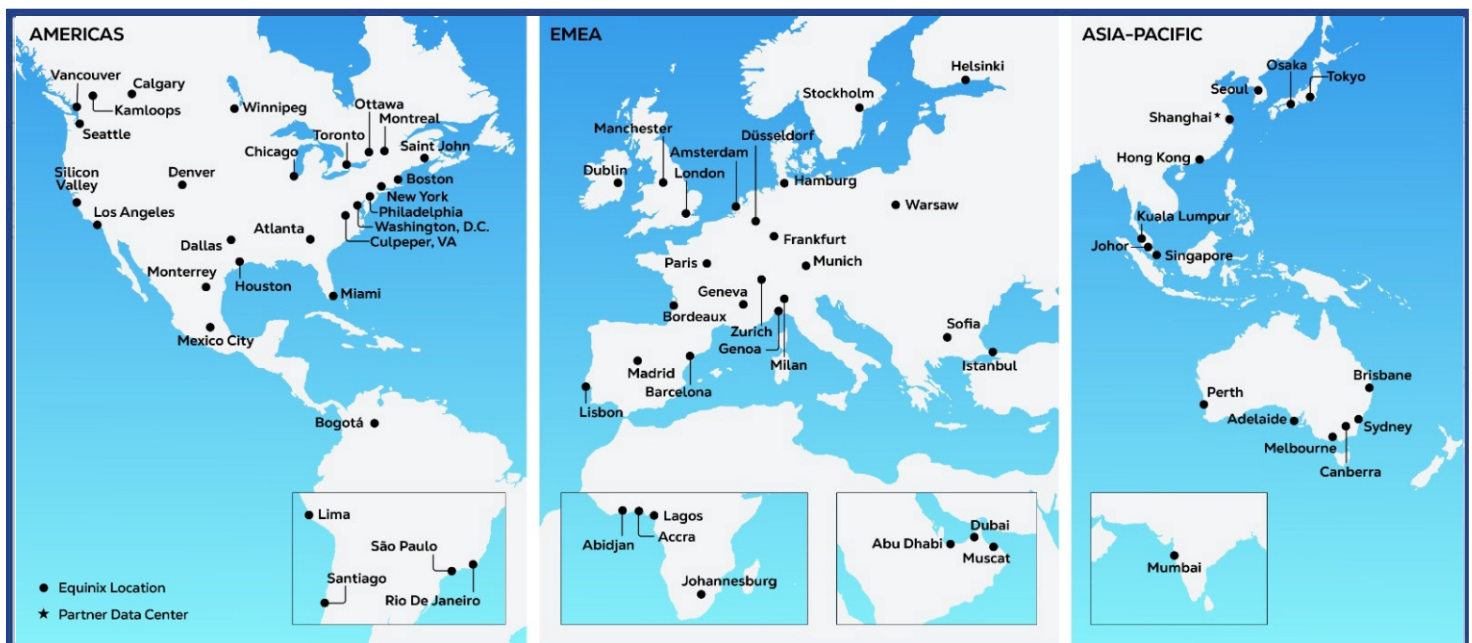 AMERICAS
Vancouver
Calgary
Kamloops
Winnipeg
Seattle
Ottawa
Montreal
Toronto
Saint John
Chicago
Silicon
Valley
Denver
Boston
New York
Philadelphia
Washington, D.C.
Culpeper, VA
Los Angeles
Atlanta
Dallas
Monterrey
Houston
Miami
Mexico City
Bogotá
Lima
São Paulo
Santiago
Rio De Janeiro
Equinix Location
★ Partner Data Center
EMEA
Helsinki
Stockholm
Manchester
Düsseldorf
Amsterdam
Dublin
London
Hamburg
Warsaw
Frankfurt
Paris
Munich
Geneva
Bordeaux
Zurich
Genoa
Milan
Sofia
Istanbul
Madrid
Barcelona
Lisbon
Lagos
Abidjan
Accra
Johannesburg
Dubai
Abu Dhabi
Muscat
ASIA-PACIFIC
Osaka
Tokyo
Seoul
Shanghai★
Hong Kong
Kuala Lumpur
Johor
Singapore
Brisbane
Perth
Adelaide
Sydney
Melbourne
Canberra
Mumbai